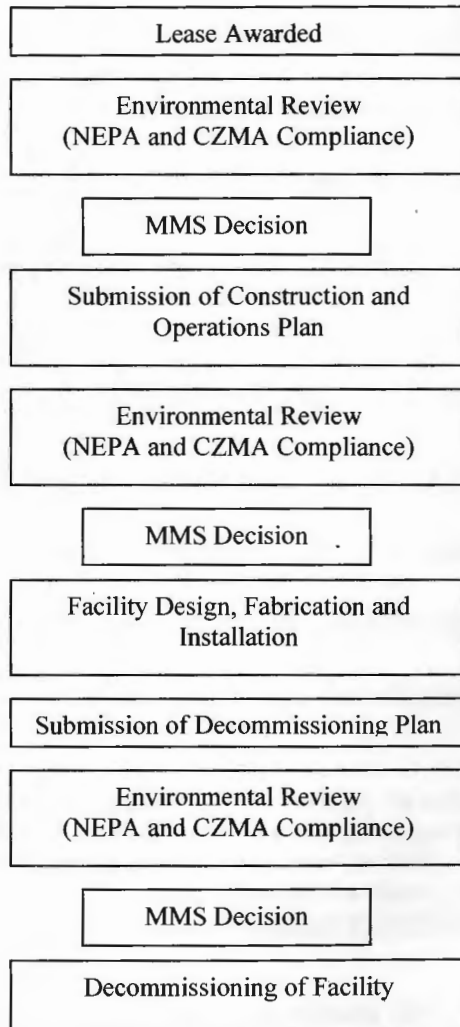 Lease Awarded
Environmental Review
(NEPA and CZMA Compliance)
MMS Decision
Submission of Construction and
Operations Plan
Environmental Review
(NEPA and CZMA Compliance)
MMS Decision
Facility Design, Fabrication and
Installation
Submission of Decommissioning Plan
Environmental Review
(NEPA and CZMA Compliance)
MMS Decision
Decommissioning of Facility